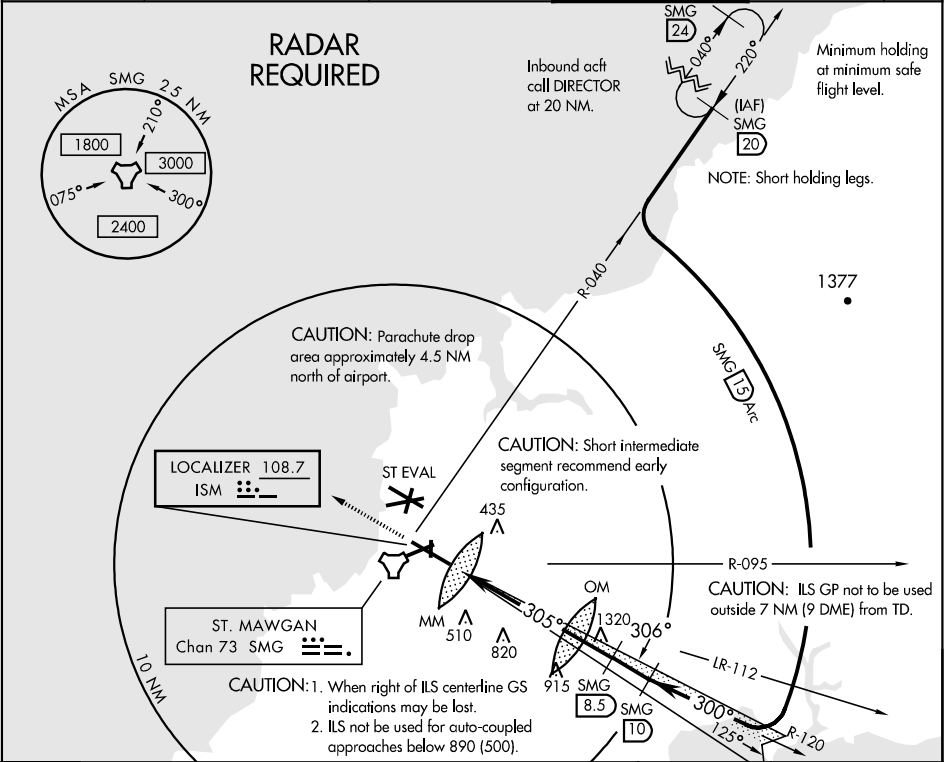 RADAR
REQUIRED
MSA SMG 25 NM
210°
1800
3000
075°
300°
2400
Inbound acft
call DIRECTOR
at 20 NM.
SMG
24
040°
220°
Minimum holding
at minimum safe
flight level.
(IAF)
SMG
20
NOTE: Short holding legs.
R-040
1377
SMG 15 Arc
CAUTION: Parachute drop
area approximately 4.5 NM
north of airport.
CAUTION: Short intermediate
segment recommend early
configuration.
LOCALIZER 108.7
ISM
ST EVAL
435
R-095
CAUTION: ILS GP not to be used
outside 7 NM (9 DME) from TD.
OM
MM
510
820
305°
1320
306°
915
ST. MAWGAN
Chan 73 SMG
LR-112
SMG
8.5
SMG
10
300°
125°
R-120
10 NM
CAUTION: 1. When right of ILS centerline GS
indications may be lost.
2. ILS not be used for auto-coupled
approaches below 890 (500).